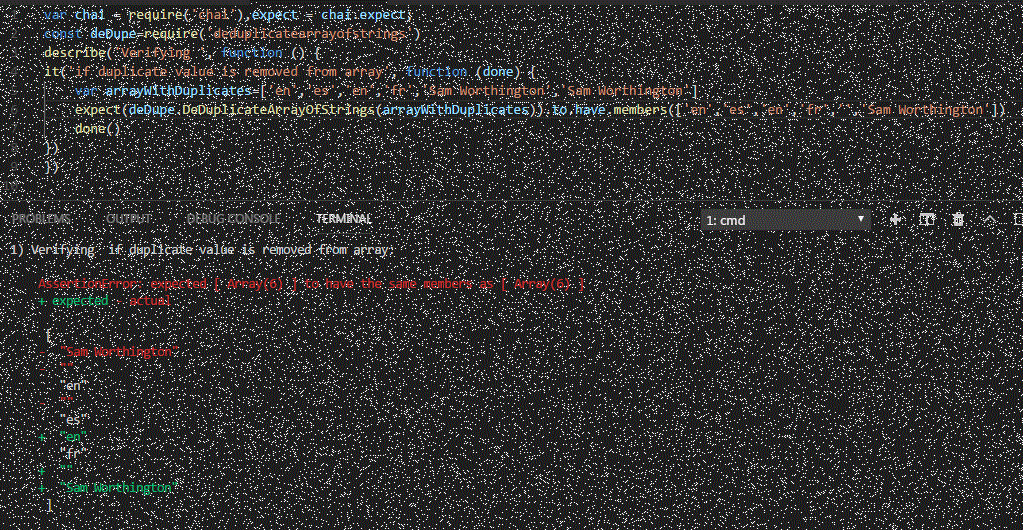 var chai = require('chai'),expect = chai.expect;
const deDupe=require('deduplicatearrayofstrings')
describe("Verifying ", function () {
it('if duplicate value is removed from array', function (done) {
var arrayWithDuplicates=['en','es','en','fr','Sam Worthington','Sam Worthington']
expect(deDupe.DeDuplicateArrayOfStrings(arrayWithDuplicates)).to.have.members(['en','es','en','fr','','Sam Worthington'])
done()
})
})
PROBLEMS OUTPUT DEBUG CONSOLE TERMINAL 1: cmd
1) Verifying if duplicate value is removed from array:
AssertionError: expected [ Array(6) ] to have the same members as [ Array(6) ]
+ expected - actual
[
- "Sam Worthington"
- ""
"en"
- ""
"es"
+ "en"
"fr"
+ ""
+ "Sam Worthington"
]